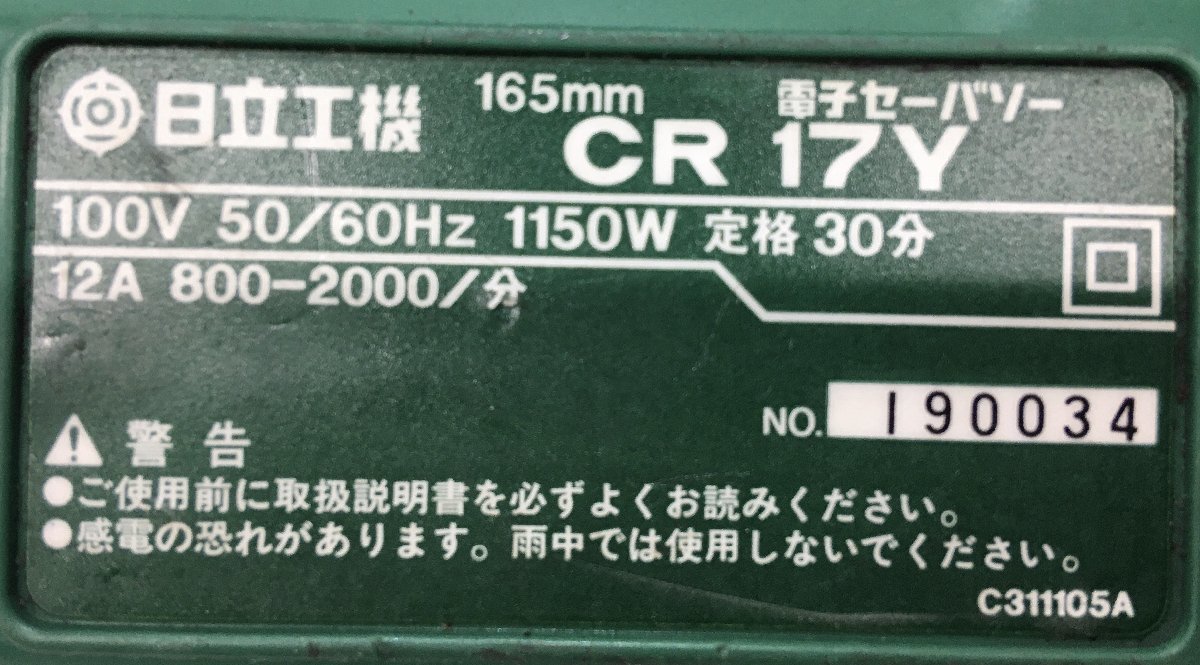 日立工機 165mm 電子セーバソー
CR 17Y
100V 50/60Hz 1150W 定格 30分
12A 800-2000/分
NO. 190034
警告
●ご使用前に取扱説明書を必ずよくお読みください。
●感電の恐れがあります。雨中では使用しないでください。
C311105A